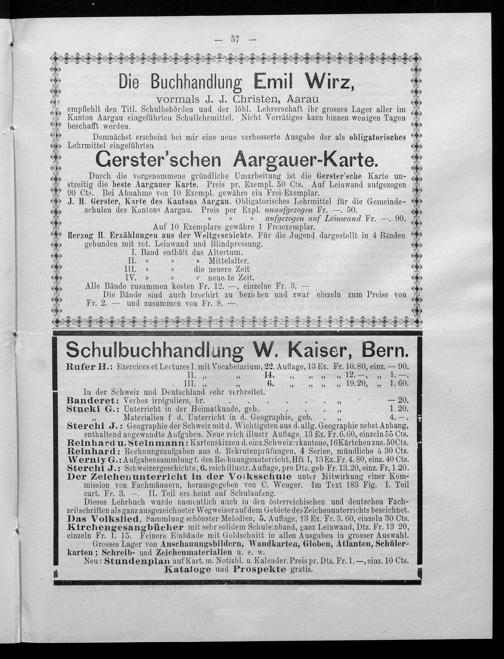 — 57 —
Die Buchhandlung Emil Wirz,
vormals J. J. Christen, Aarau
empfiehlt den Titl. Schulbehörden und der löbl. Lehrerschaft ihr grosses Lager aller im
Kanton Aargau eingeführten Schullehrmittel. Nicht Vorrätiges kann binnen wenigen Tagen
beschafft werden.
Demnächst erscheint bei mir eine neue verbesserte Ausgabe der als obligatorisches
Lehrmittel eingeführten
Gerster'schen Aargauer-Karte.
Durch die vorgenommene gründliche Umarbeitung ist die Gerster'sche Karte un-
streitig die beste Aargauer Karte. Preis pr. Exempl. 50 Cts. Auf Leinwand aufgezogen
90 Cts. Bei Abnahme von 10 Exempl. gewähre ein Frei-Exemplar.
J. H. Gerster, Karte des Kantons Aargau. Obligatorisches Lehrmittel für die Gemeinde-
schulen des Kantons Aargau. Preis per Expl. unaufgezogen Fr. —. 50.
» » » aufgezogen auf Leinwand Fr. —. 90.
Auf 10 Exemplare gewähre 1 Freiexemplar.
Herzog H. Erzählungen aus der Weltgeschichte. Für die Jugend dargestellt in 4 Bänden
gebunden mit rot. Leinwand und Blindpressung.
I. Band enthält das Altertum.
II. » » » Mittelalter.
III. » » die neuere Zeit
IV. » » neueste Zeit.
Alle Bände zusammen kosten Fr. 12. —, einzelne Fr. 3. —
Die Bände sind auch brochirt zu beziehen und zwar einzeln zum Preise von
Fr. 2. — und zusammen von Fr. 8. —.
Schulbuchhandlung W. Kaiser, Bern.
Rufer H.: Exercices et Lectures I. mit Vocabularium, 22. Auflage, 13 Ex. Fr. 10.80, einz. — 90.
II. „ „ 14. „ „ „ „ 12.—, „ 1.—.
III. „ 6. „ „ „ „ 19.20, „ 1. 60.
In der Schweiz und Deutschland sehr verbreitet.
Banderet: Verbes irréguliers, br. — 20.
Stucki G.: Unterricht in der Heimatkunde, geb. 1. 20.
„ Materialien f d. Unterricht in d. Geographie, geb. 4. —.
Sterchi J.: Geographie der Schweiz mit d. Wichtigsten aus d. allg. Geographie nebst Anhang,
enthaltend angewandte Aufgaben. Neue reich illustr Auflage, 13 Ex. Fr. 6.60, einzeln 55 Cts.
Reinhard u. Steinmann: Kartenskizzen d. einz. Schweizerkantone, 16 Kärtchen zus. 50 Cts.
Reinhard: Rechnungsaufgaben aus d. Rekrutenprüfungen, 4 Serien, mündliche à 30 Cts.
Wernly G.: Aufgabensammlung f. den Rechnungsunterricht, Hft I, 13 Ex. Fr. 4.80, einz. 40 Cts.
Sterchi J.: Schweizergeschichte, 6. reich illustr. Auflage, pro Dtz. geb Fr. 13.20, einz. Fr, 1.20.
Der Zeichenunterricht in der Volksschule unter Mitwirkung einer Kom-
mission von Fachmännern, herausgegeben von C. Wenger. Im Text 183 Fig. I. Teil
cart. Fr. 3. —. II. Teil ers heint auf Schulanfang.
Dieses Lehrbuch wurde namentlich auch in den österreichischen und deutschen Fach-
zeitschriften als ganz ausgezeichneter Wegweiser auf dem Gebiete des Zeichenunterrichts bezeichnet.
Das Volkslied, Sammlung schönster Melodien, 5. Auflage, 13 Ex. Fr. 3. 60, einzeln 30 Cts.
Kirchengesangbücher mit sehr solidem Schuleinband, ganz Leinwand, Dtz. Fr. 13 20,
einzeln Fr. 1. 15. Feinere Einbände mit Goldschnitt in allen Ausgaben in grosser Auswahl.
Grosses Lager von Anschauungsbildern, Wandkarten, Globen, Atlanten, Schüler-
karten; Schreib- und Zeichenmaterialien u. s. w.
Neu: Stundenplan auf Kart. m. Notizbl. u. Kalender. Preis pr. Dtz. Fr. 1. —, einz. 10 Cts.
Kataloge und Prospekte gratis.